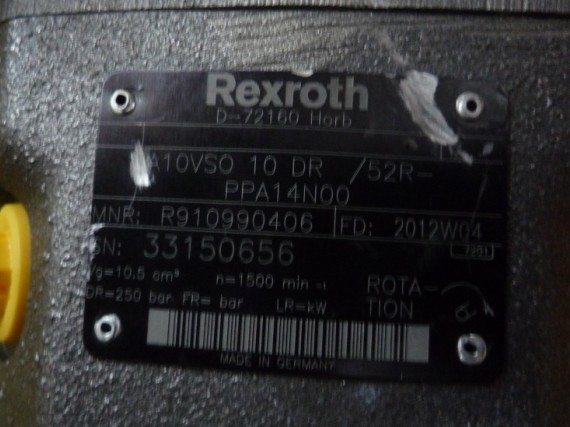 Rexroth
D-72160 Horb
A10VSO 10 DR /52R-
PPA14N00
MNR: R910990406 FD: 2012W04
7201
SN: 33150656
Vg=10.5 cm³ n=1500 min -1 ROTA-
DR=250 bar FR= bar LR=kW TION
MADE IN GERMANY